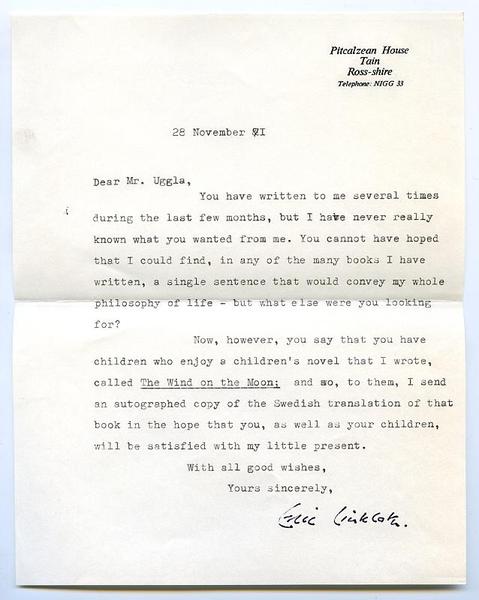 Pitcalzean House
Tain
Ross-shire
Telephone: NIGG 33
28 November 7I
Dear Mr. Uggla,
You have written to me several times
during the last few months, but I have never really
known what you wanted from me. You cannot have hoped
that I could find, in any of the many books I have
written, a single sentence that would convey my whole
philosophy of life - but what else were you looking
for?
Now, however, you say that you have
children who enjoy a children's novel that I wrote,
called The Wind on the Moon; and so, to them, I send
an autographed copy of the Swedish translation of that
book in the hope that you, as well as your children,
will be satisfied with my little present.
With all good wishes,
Yours sincerely,
Eric Linklater.